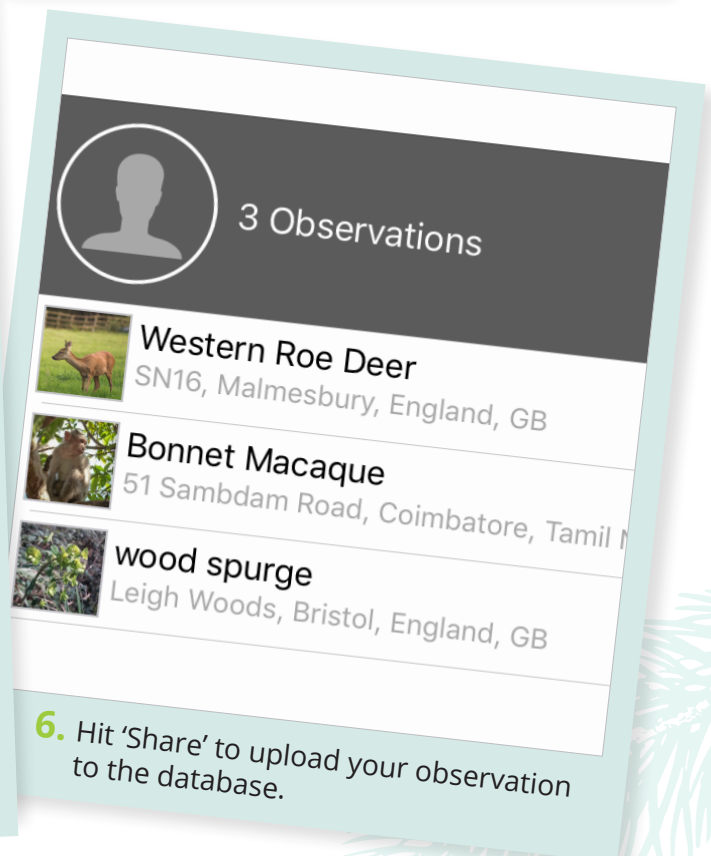 3 Observations
Western Roe Deer
SN16, Malmesbury, England, GB
Bonnet Macaque
51 Sambdam Road, Coimbatore, Tamil
wood spurge
Leigh Woods, Bristol, England, GB
6. Hit ‘Share’ to upload your observation
to the database.